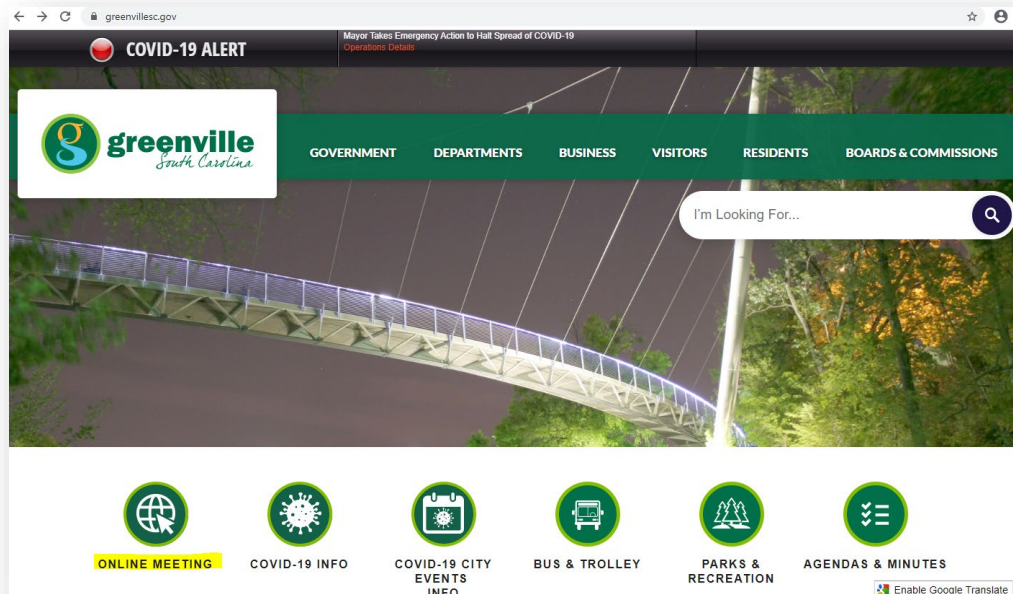 greenvillesc.gov
COVID-19 ALERT
Mayor Takes Emergency Action to Halt Spread of COVID-19
Operations Details
g
greenville
South Carolina
GOVERNMENT DEPARTMENTS BUSINESS VISITORS RESIDENTS BOARDS & COMMISSIONS
I'm Looking For...
ONLINE MEETING
COVID-19 INFO
COVID-19 CITY
EVENTS
INFO
BUS & TROLLEY
PARKS &
RECREATION
AGENDAS & MINUTES
Enable Google Translate